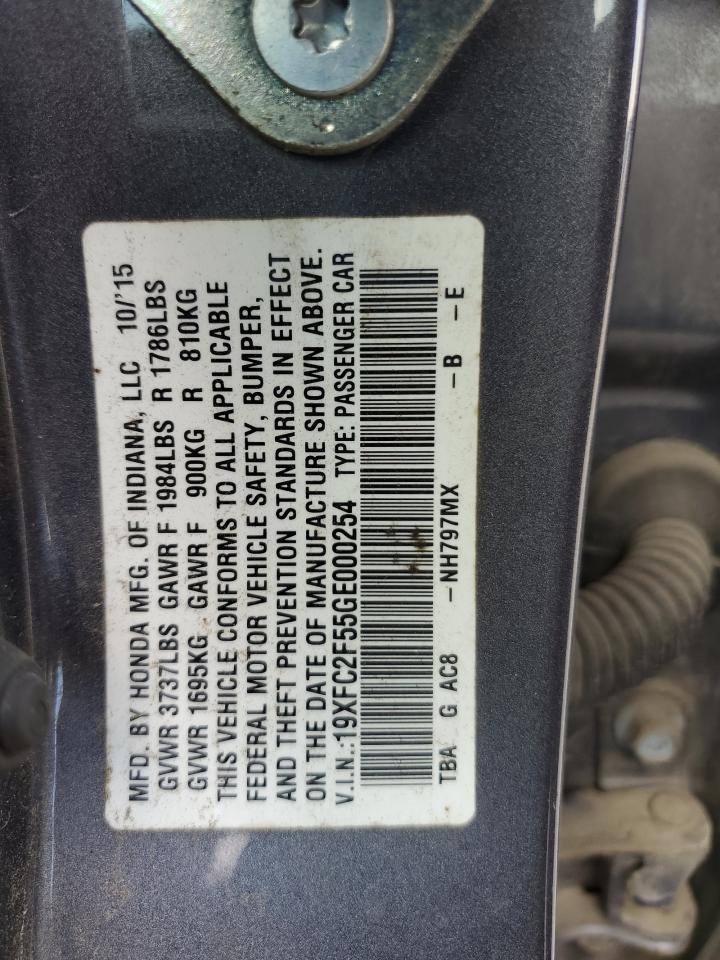 MFD. BY HONDA MFG. OF INDIANA, LLC 10/'15
GVWR 3737LBS GAWR F 1984LBS R 1786LBS
GVWR 1695KG GAWR F 900KG R 810KG
THIS VEHICLE CONFORMS TO ALL APPLICABLE
FEDERAL MOTOR VEHICLE SAFETY, BUMPER,
AND THEFT PREVENTION STANDARDS IN EFFECT
ON THE DATE OF MANUFACTURE SHOWN ABOVE.
V.I.N.:19XFC2F55GE000254 TYPE: PASSENGER CAR
TBA G AC8 -NH797MX -B -E